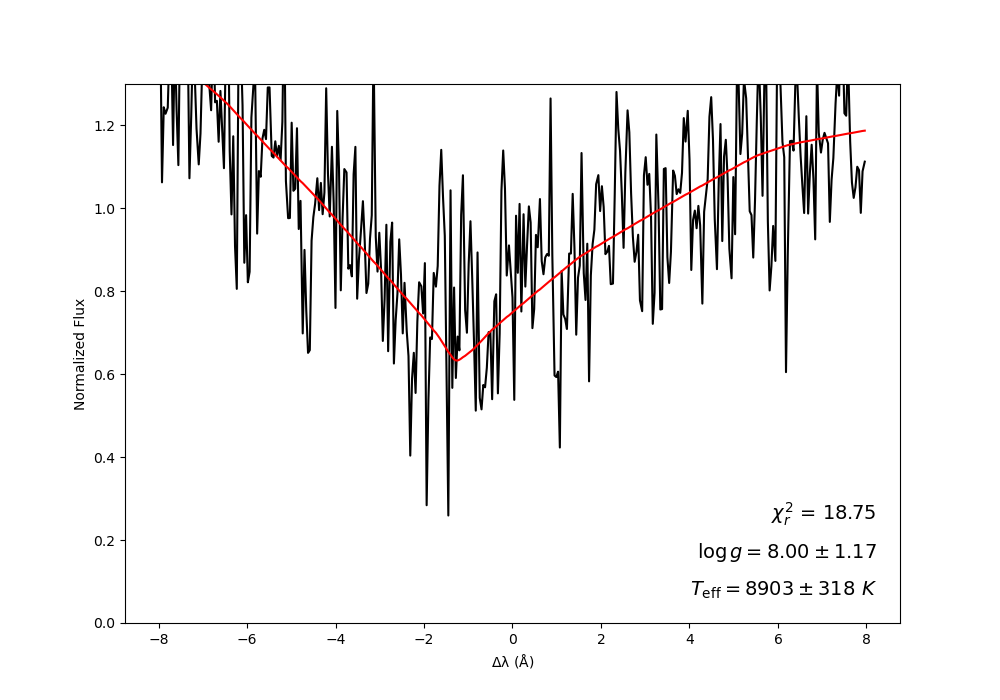 1.2
1.0
0.8
0.6
0.4
0.2
0.0
Normalized Flux
χ²ᵣ = 18.75
log g = 8.00 ± 1.17
T_eff = 8903 ± 318 K
−8 −6 −4 −2 0 2 4 6 8
Δλ (Å)